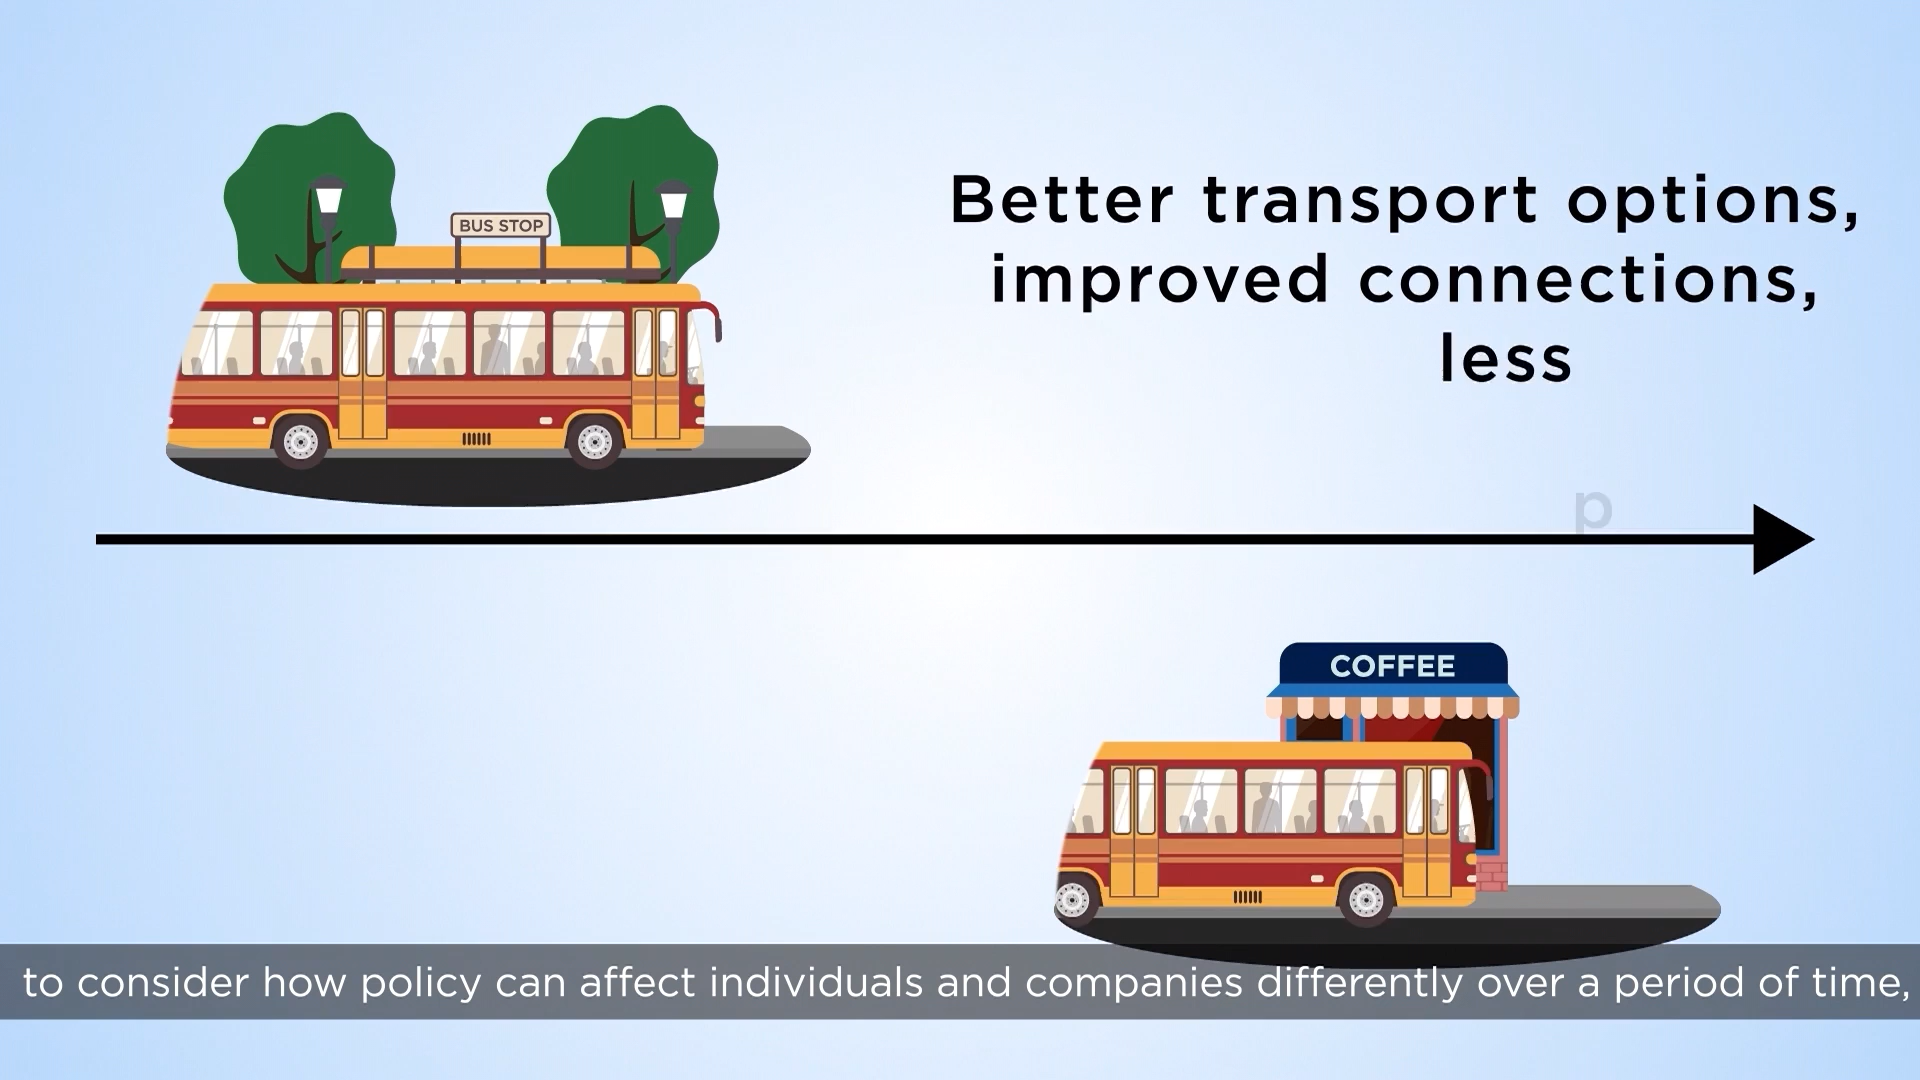 BUS STOP
Better transport options,
improved connections,
less
p
COFFEE
to consider how policy can affect individuals and companies differently over a period of time,